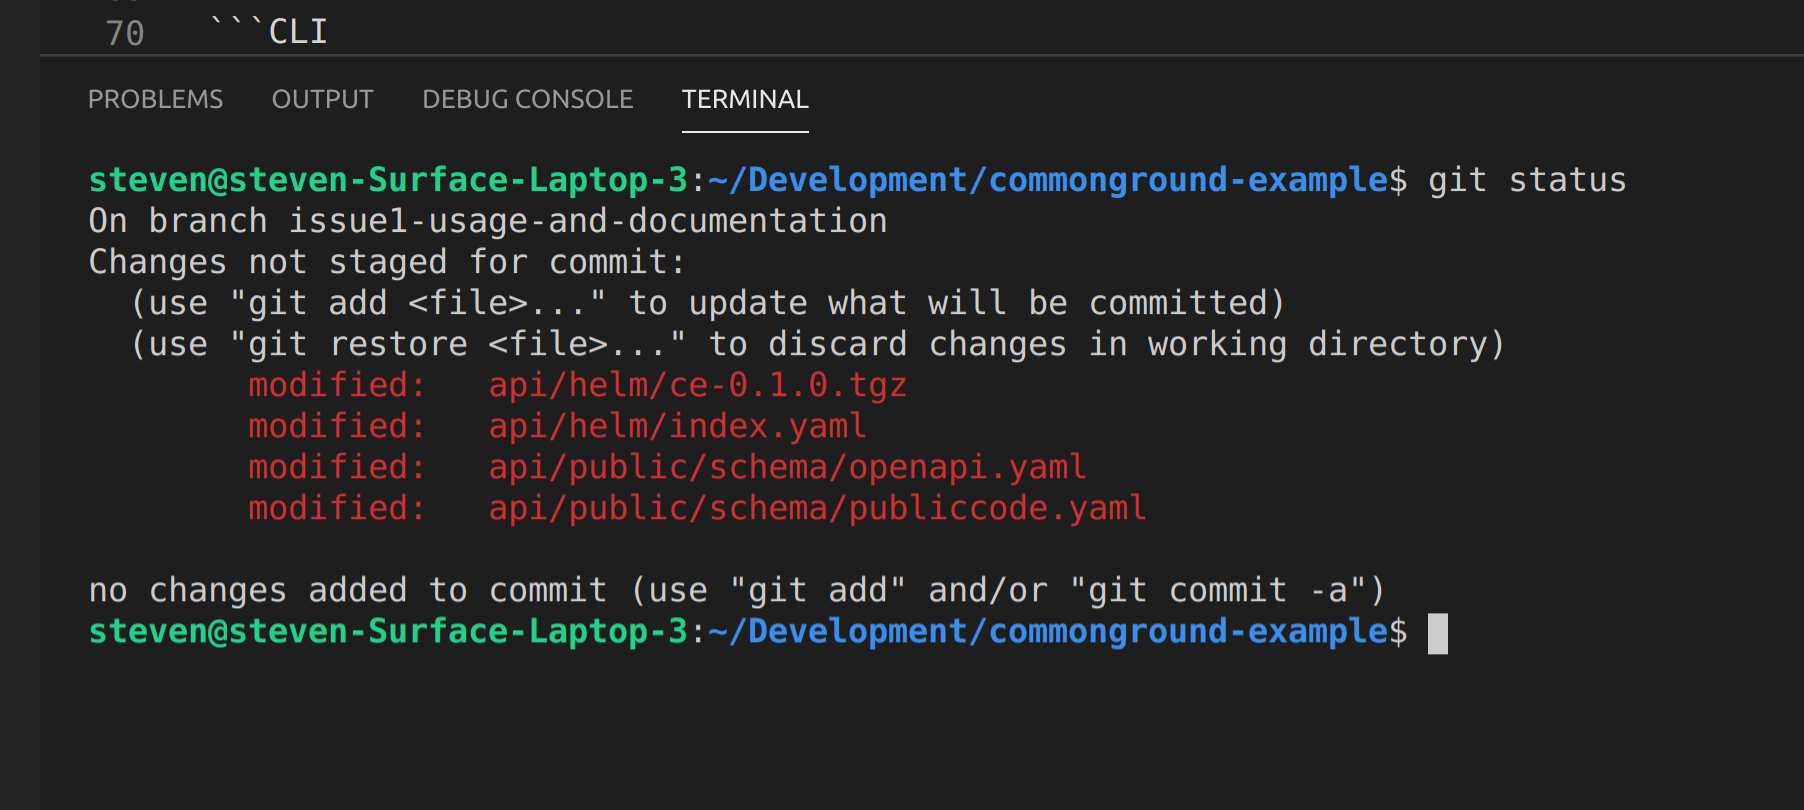 70 ```CLI
PROBLEMS OUTPUT DEBUG CONSOLE TERMINAL
steven@steven-Surface-Laptop-3:~/Development/commonground-example$ git status
On branch issue1-usage-and-documentation
Changes not staged for commit:
  (use "git add <file>..." to update what will be committed)
  (use "git restore <file>..." to discard changes in working directory)
        modified:   api/helm/ce-0.1.0.tgz
        modified:   api/helm/index.yaml
        modified:   api/public/schema/openapi.yaml
        modified:   api/public/schema/publiccode.yaml

no changes added to commit (use "git add" and/or "git commit -a")
steven@steven-Surface-Laptop-3:~/Development/commonground-example$